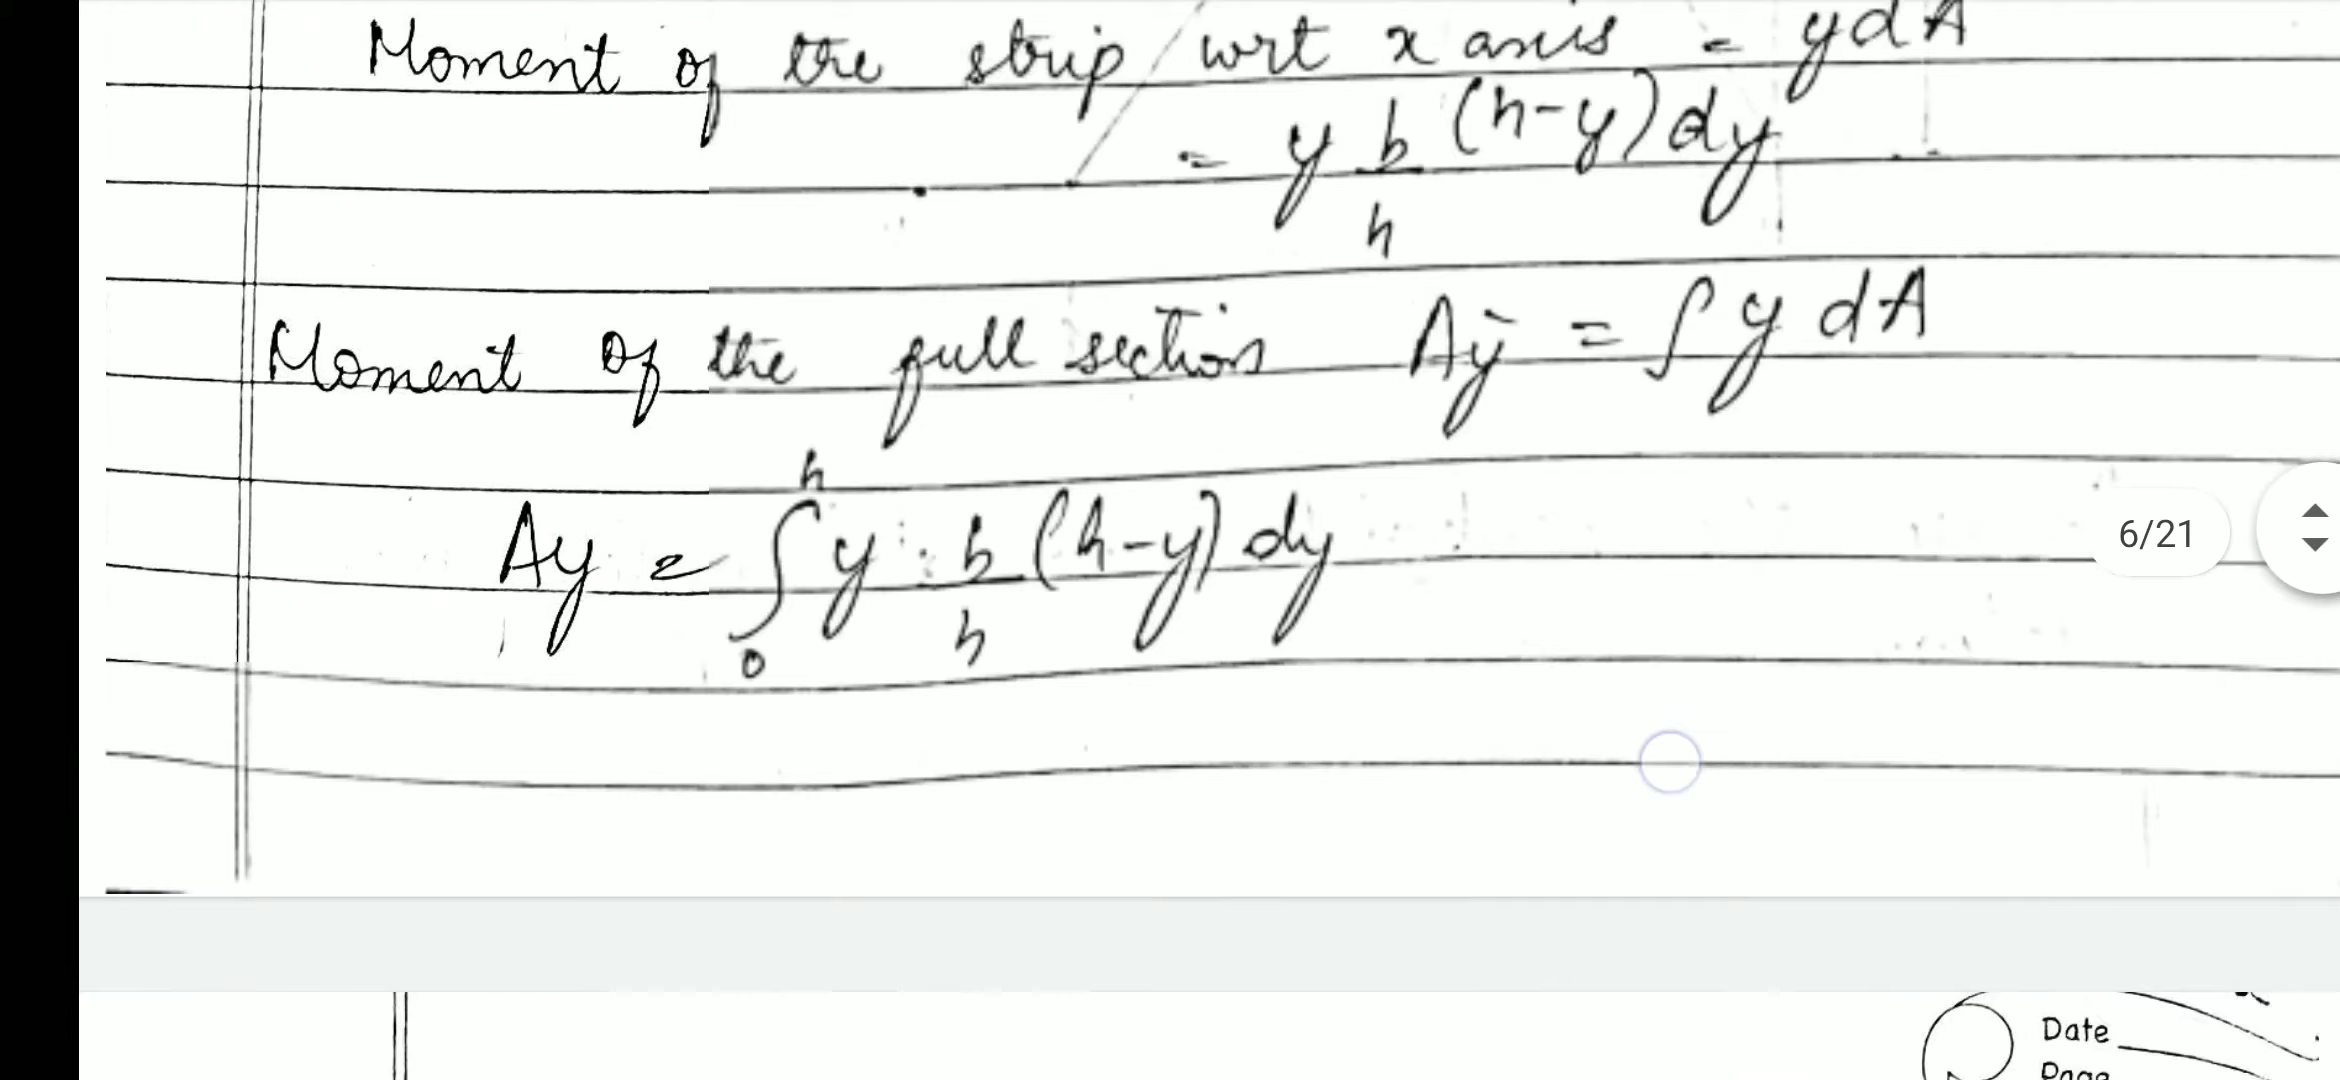 Moment of the strip wrt x axis = ydA
= y b/h (h-y)dy
Moment of the full section Aȳ = ∫ y dA
Ay = ∫₀ʰ y . b/h (h-y) dy
6/21
Date
Page